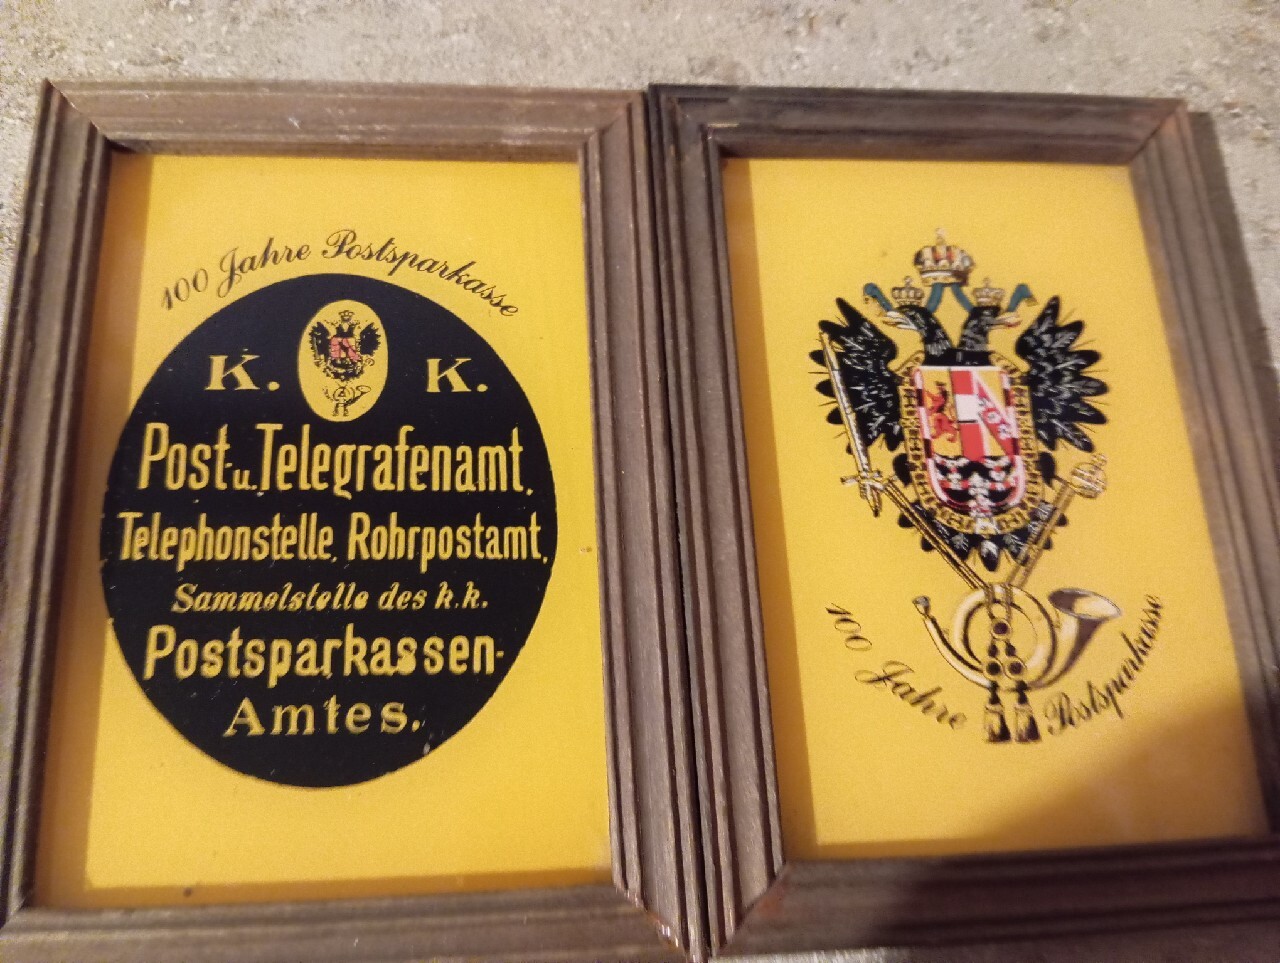 100 Jahre Postsparkasse
K. K.
Post- u. Telegrafenamt,
Telephonstelle, Rohrpostamt,
Sammelstelle des k.k.
Postsparkassen-
Amtes.
100 Jahre Postsparkasse